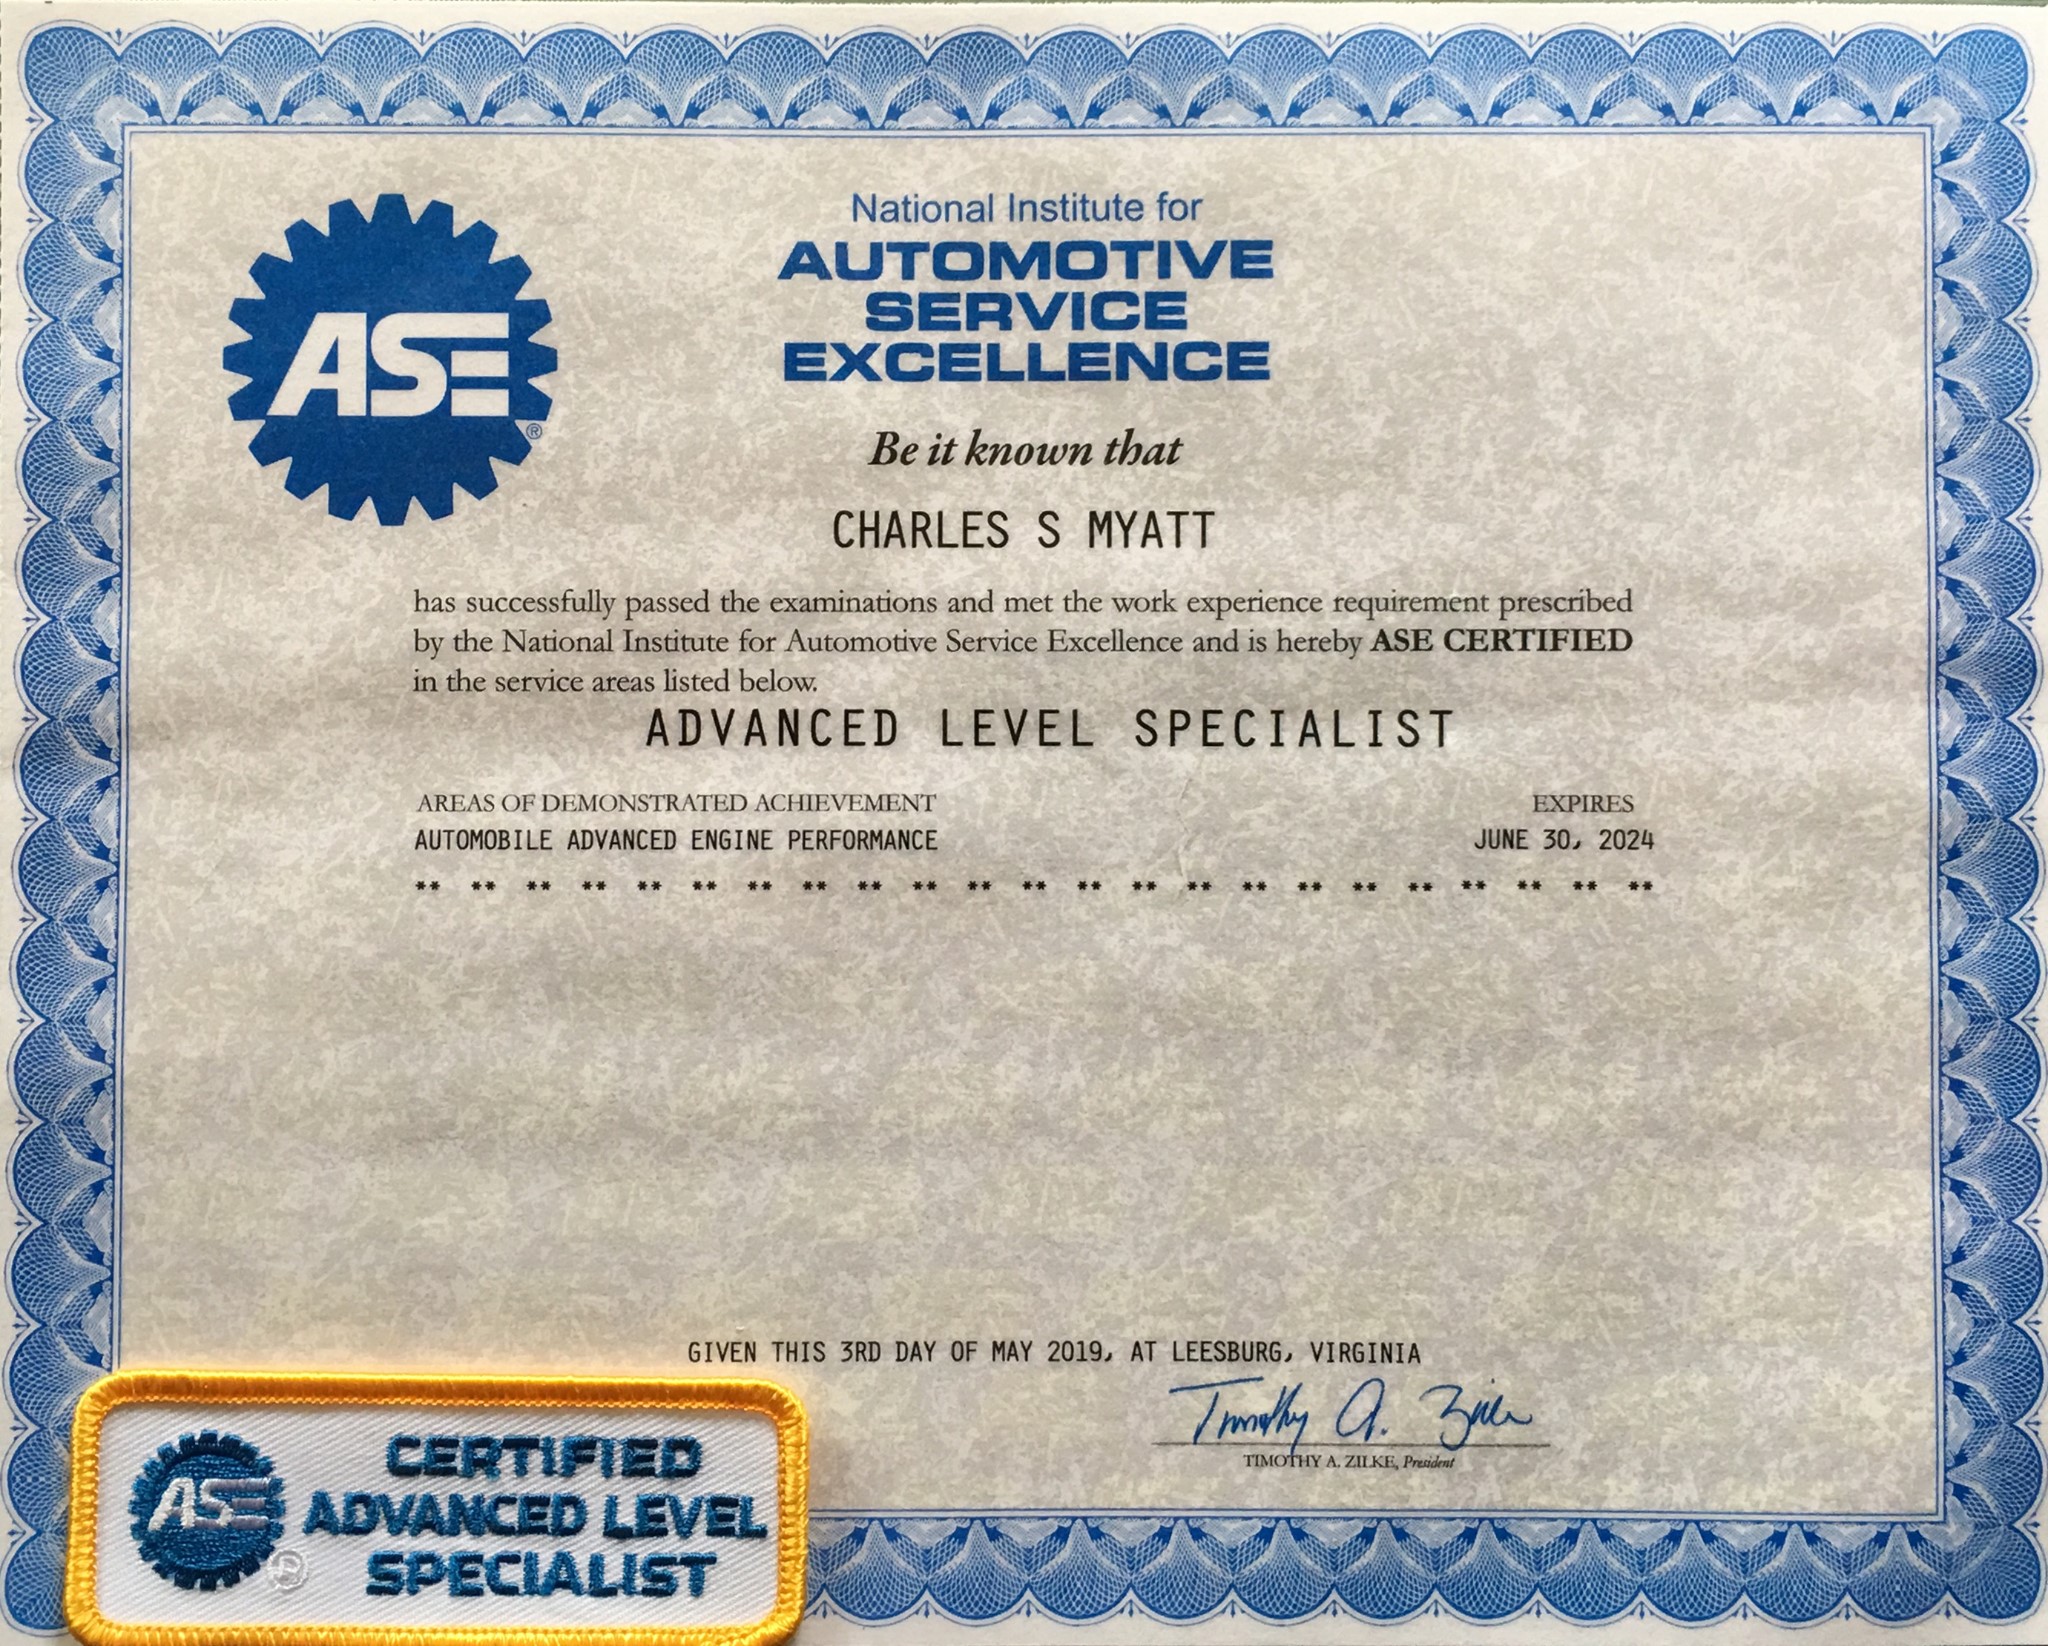 ASE®
National Institute for
AUTOMOTIVE
SERVICE
EXCELLENCE
Be it known that
CHARLES S MYATT
has successfully passed the examinations and met the work experience requirement prescribed
by the National Institute for Automotive Service Excellence and is hereby ASE CERTIFIED
in the service areas listed below.
ADVANCED LEVEL SPECIALIST
AREAS OF DEMONSTRATED ACHIEVEMENT EXPIRES
AUTOMOBILE ADVANCED ENGINE PERFORMANCE JUNE 30, 2024
** ** ** ** ** ** ** ** ** ** ** ** ** ** ** ** ** ** ** ** ** ** **
GIVEN THIS 3RD DAY OF MAY 2019, AT LEESBURG, VIRGINIA
Timothy A. Zilke
TIMOTHY A. ZILKE, President
ASE®
CERTIFIED
ADVANCED LEVEL
SPECIALIST